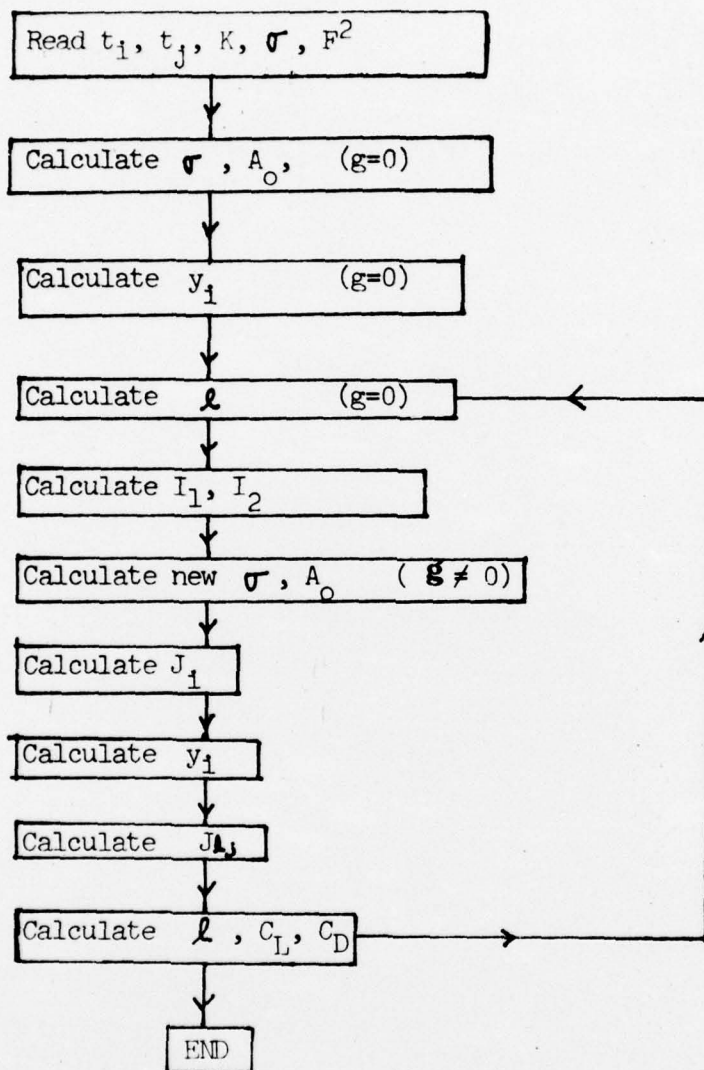 Read t_i, t_j, K, σ, F²
Calculate σ, A_o, (g=0)
Calculate y_i (g=0)
Calculate ℓ (g=0)
Calculate I_1, I_2
Calculate new σ, A_o ( g ≠ 0)
Calculate J_i
Calculate y_i
Calculate J_ℓj
Calculate ℓ, C_L, C_D
END